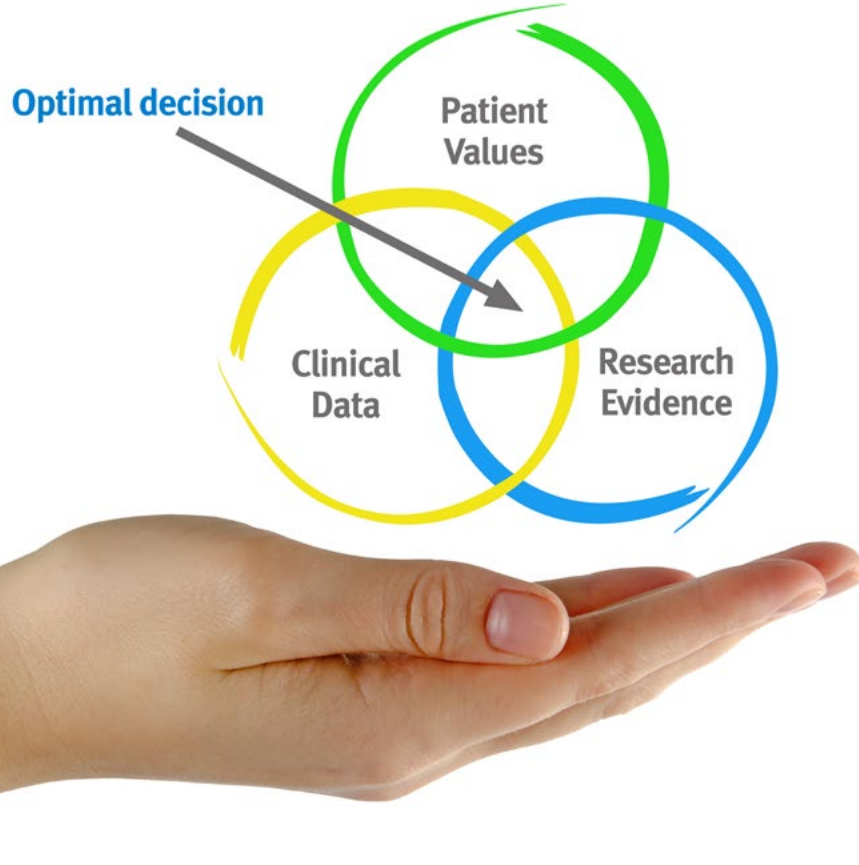 Optimal decision
Patient
Values
Clinical
Data
Research
Evidence